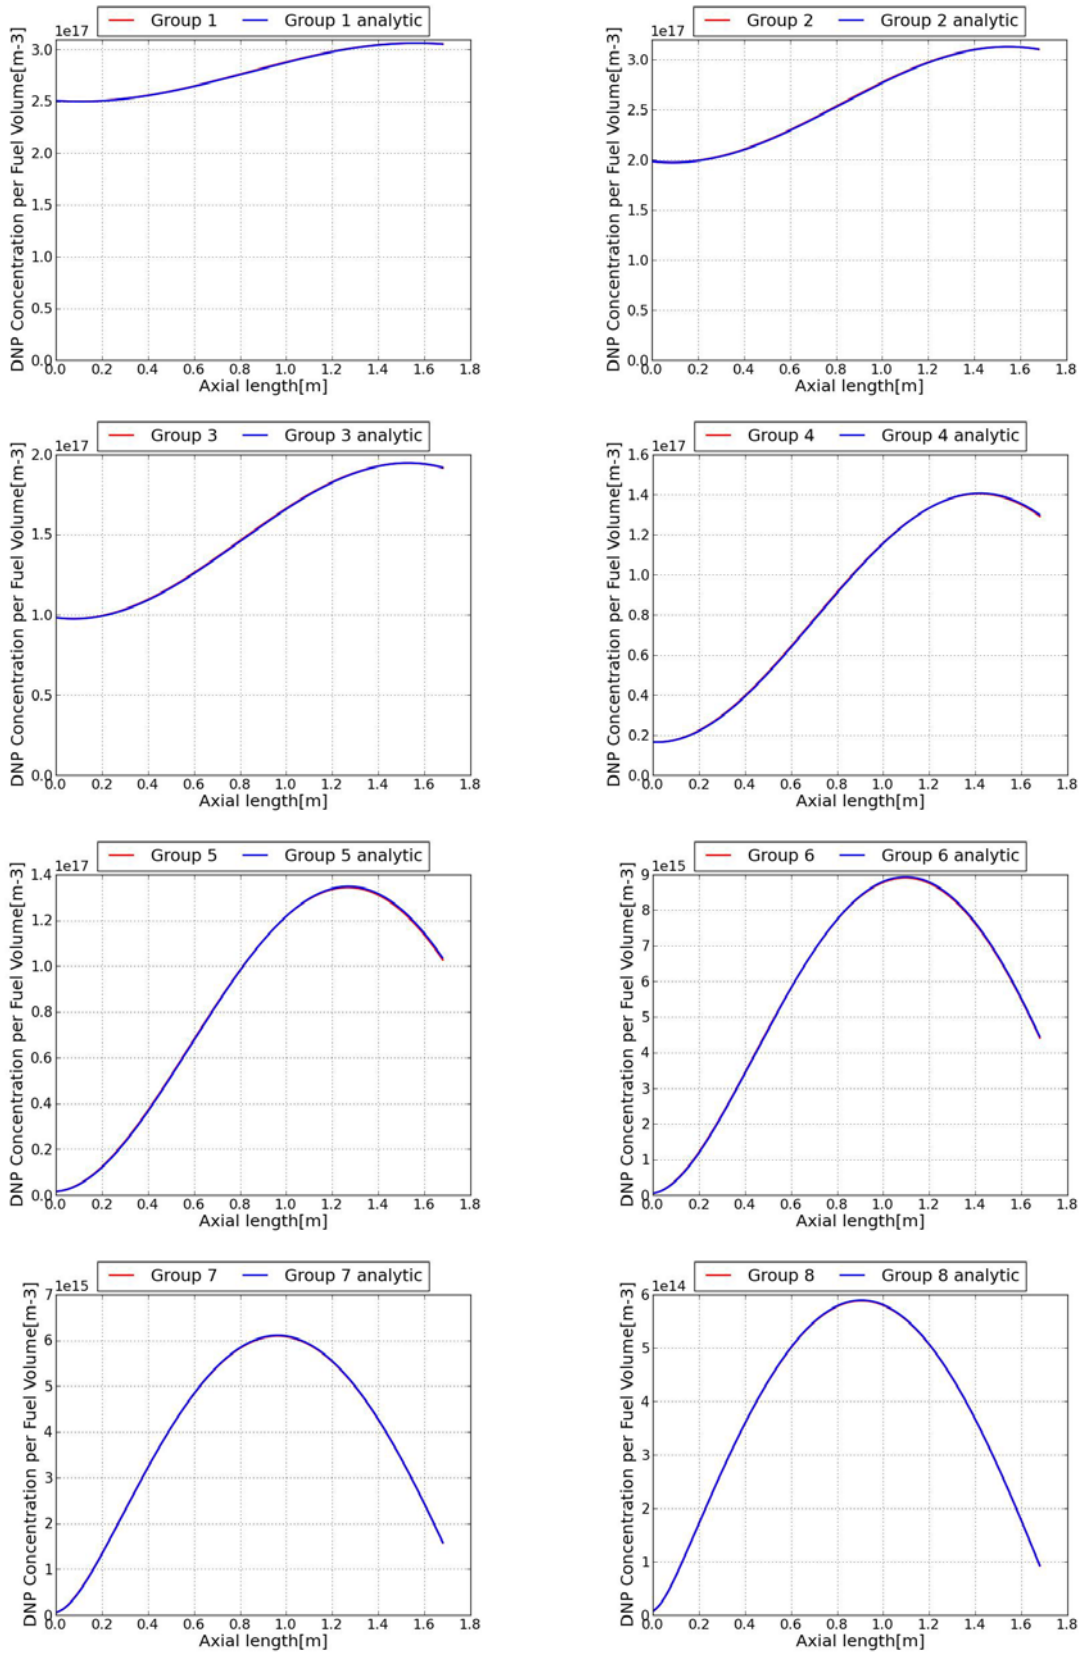 Group 1 Group 1 analytic
1e17
DNP Concentration per Fuel Volume[m-3]
3.0
2.5
2.0
1.5
1.0
0.5
0.0
0.0 0.2 0.4 0.6 0.8 1.0 1.2 1.4 1.6 1.8
Axial length[m]
Group 2 Group 2 analytic
1e17
DNP Concentration per Fuel Volume[m-3]
3.0
2.5
2.0
1.5
1.0
0.5
0.0
0.0 0.2 0.4 0.6 0.8 1.0 1.2 1.4 1.6 1.8
Axial length[m]
Group 3 Group 3 analytic
1e17
DNP Concentration per Fuel Volume[m-3]
2.0
1.5
1.0
0.5
0.0
0.0 0.2 0.4 0.6 0.8 1.0 1.2 1.4 1.6 1.8
Axial length[m]
Group 4 Group 4 analytic
1e17
DNP Concentration per Fuel Volume[m-3]
1.6
1.4
1.2
1.0
0.8
0.6
0.4
0.2
0.0
0.0 0.2 0.4 0.6 0.8 1.0 1.2 1.4 1.6 1.8
Axial length[m]
Group 5 Group 5 analytic
1e17
DNP Concentration per Fuel Volume[m-3]
1.4
1.2
1.0
0.8
0.6
0.4
0.2
0.0
0.0 0.2 0.4 0.6 0.8 1.0 1.2 1.4 1.6 1.8
Axial length[m]
Group 6 Group 6 analytic
1e15
DNP Concentration per Fuel Volume[m-3]
9
8
7
6
5
4
3
2
1
0
0.0 0.2 0.4 0.6 0.8 1.0 1.2 1.4 1.6 1.8
Axial length[m]
Group 7 Group 7 analytic
1e15
DNP Concentration per Fuel Volume[m-3]
7
6
5
4
3
2
1
0
0.0 0.2 0.4 0.6 0.8 1.0 1.2 1.4 1.6 1.8
Axial length[m]
Group 8 Group 8 analytic
1e14
DNP Concentration per Fuel Volume[m-3]
6
5
4
3
2
1
0
0.0 0.2 0.4 0.6 0.8 1.0 1.2 1.4 1.6 1.8
Axial length[m]